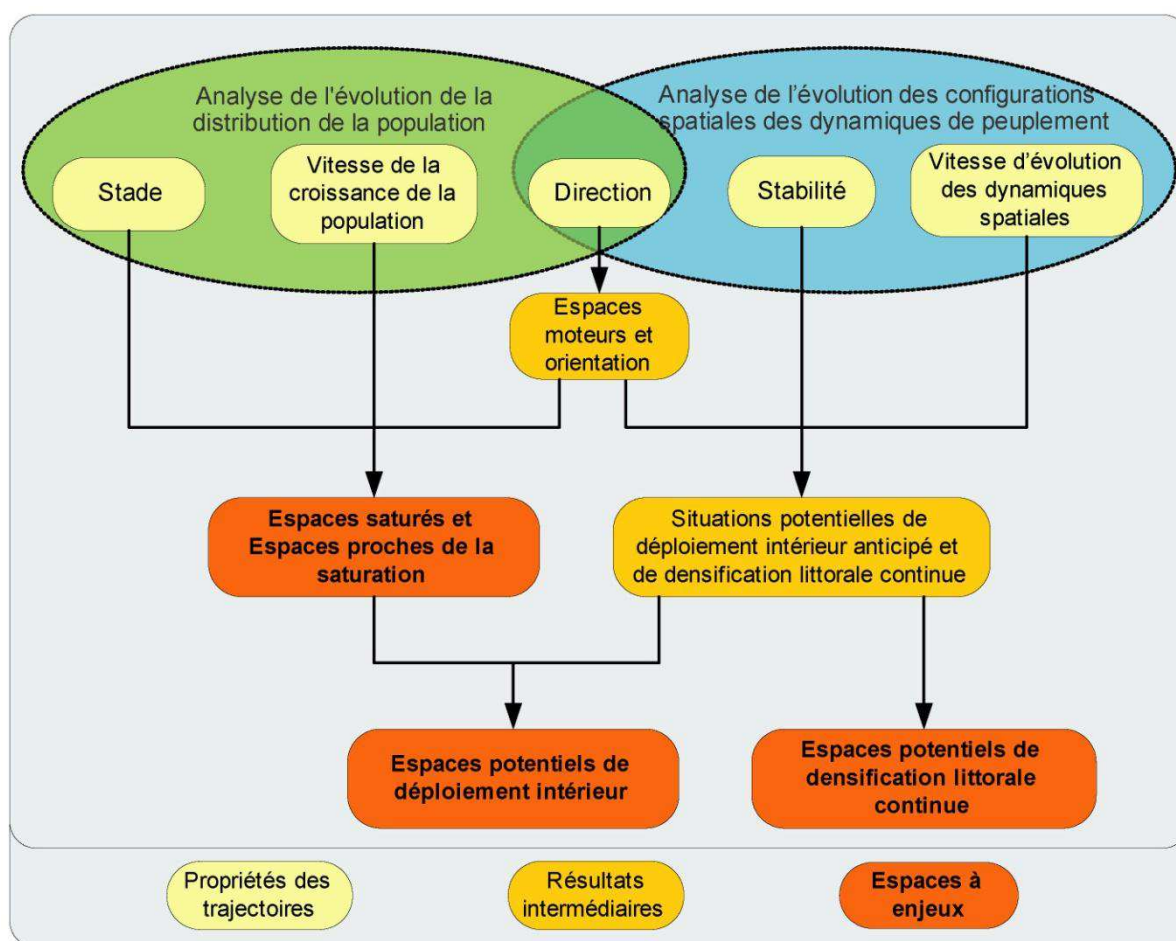 Analyse de l'évolution de la
distribution de la population
Analyse de l’évolution des configurations
spatiales des dynamiques de peuplement
Stade
Vitesse de la
croissance de la
population
Direction
Stabilité
Vitesse d’évolution
des dynamiques
spatiales
Espaces
moteurs et
orientation
Espaces saturés et
Espaces proches de la
saturation
Situations potentielles de
déploiement intérieur anticipé et
de densification littorale continue
Espaces potentiels de
déploiement intérieur
Espaces potentiels de
densification littorale
continue
Propriétés des
trajectoires
Résultats
intermédiaires
Espaces à
enjeux